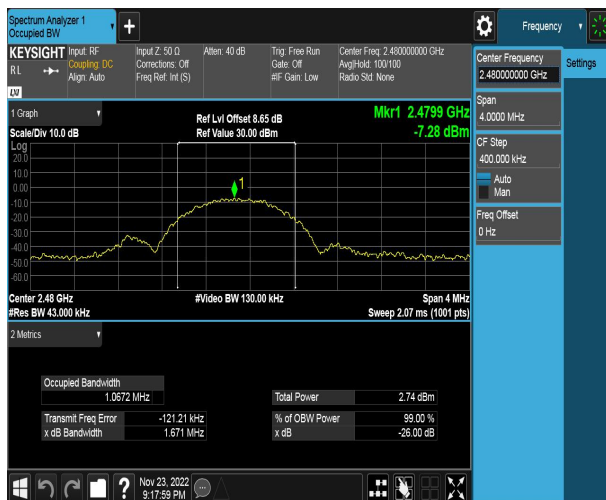 Spectrum Analyzer 1
Occupied BW
+
Frequency
KEYSIGHT
RL
Input: RF
Coupling: DC
Align: Auto
Input Z: 50 Ω
Corrections: Off
Freq Ref: Int (S)
Atten: 40 dB
Trig: Free Run
Gate: Off
#IF Gain: Low
Center Freq: 2.480000000 GHz
Avg|Hold: 100/100
Radio Std: None
Center Frequency
2.480000000 GHz
Settings
Span
4.0000 MHz
CF Step
400.000 kHz
Auto
Man
Freq Offset
0 Hz
1 Graph
Ref Lvl Offset 8.65 dB
Mkr1 2.4799 GHz
Scale/Div 10.0 dB
Ref Value 30.00 dBm
-7.28 dBm
Log
20.0
10.0
0.00
-10.0
-20.0
-30.0
-40.0
-50.0
-60.0
1
Center 2.48 GHz
#Video BW 130.00 kHz
Span 4 MHz
#Res BW 43.000 kHz
Sweep 2.07 ms (1001 pts)
2 Metrics
Occupied Bandwidth
1.0672 MHz
Total Power
2.74 dBm
Transmit Freq Error
-121.21 kHz
% of OBW Power
99.00 %
x dB Bandwidth
1.671 MHz
x dB
-26.00 dB
?
Nov 23, 2022
9:17:59 PM